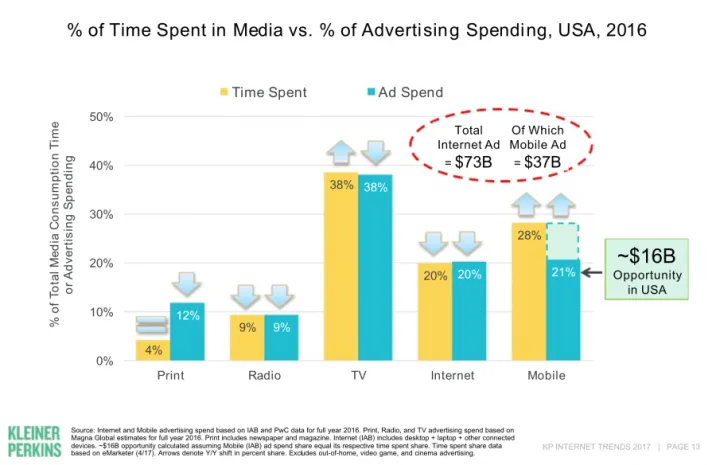 % of Time Spent in Media vs. % of Advertising Spending, USA, 2016
Time Spent
Ad Spend
% of Total Media Consumption Time
or Advertising Spending
50%
40%
30%
20%
10%
0%
Total
Internet Ad
= $73B
Of Which
Mobile Ad
= $37B
4%
12%
9%
9%
38%
38%
20%
20%
28%
21%
~$16B
Opportunity
in USA
Print
Radio
TV
Internet
Mobile
KLEINER
PERKINS
Source: Internet and Mobile advertising spend based on IAB and PwC data for full year 2016. Print, Radio, and TV advertising spend based on
Magna Global estimates for full year 2016. Print includes newspaper and magazine. Internet (IAB) includes desktop + laptop + other connected
devices. ~$16B opportunity calculated assuming Mobile (IAB) ad spend share equal its respective time spent share. Time spent share data
based on eMarketer (4/17). Arrows denote Y/Y shift in percent share. Excludes out-of-home, video game, and cinema advertising.
KP INTERNET TRENDS 2017 | PAGE 13